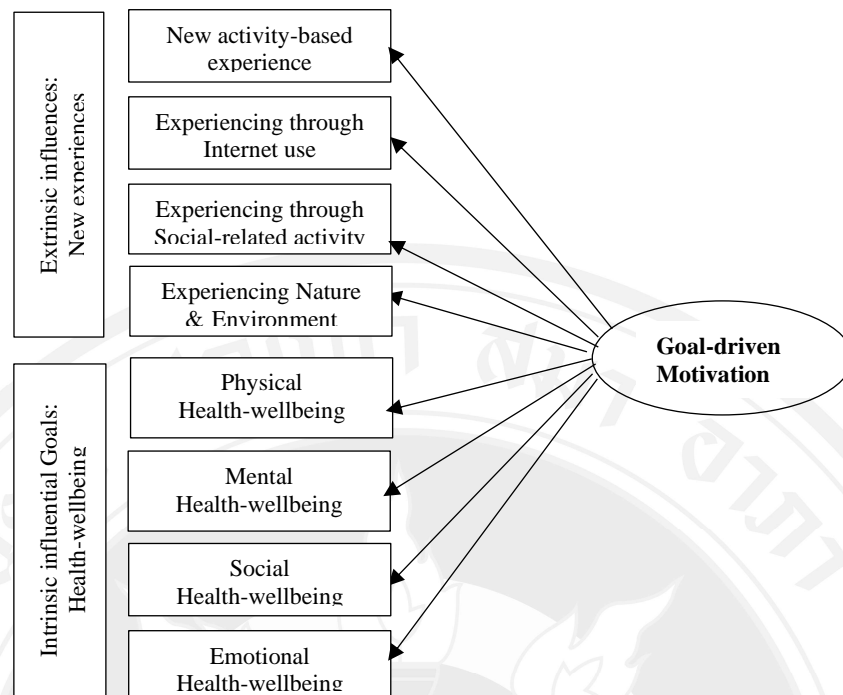 Extrinsic influences:
New experiences
New activity-based
experience
Experiencing through
Internet use
Experiencing through
Social-related activity
Experiencing Nature
& Environment
Intrinsic influential Goals:
Health-wellbeing
Physical
Health-wellbeing
Mental
Health-wellbeing
Social
Health-wellbeing
Emotional
Health-wellbeing
Goal-driven
Motivation